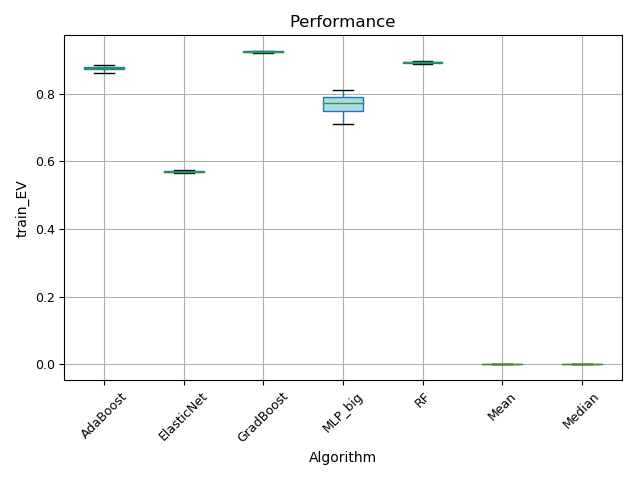 Performance
train_EV
0.8
0.6
0.4
0.2
0.0
AdaBoost
ElasticNet
GradBoost
MLP_big
RF
Mean
Median
Algorithm